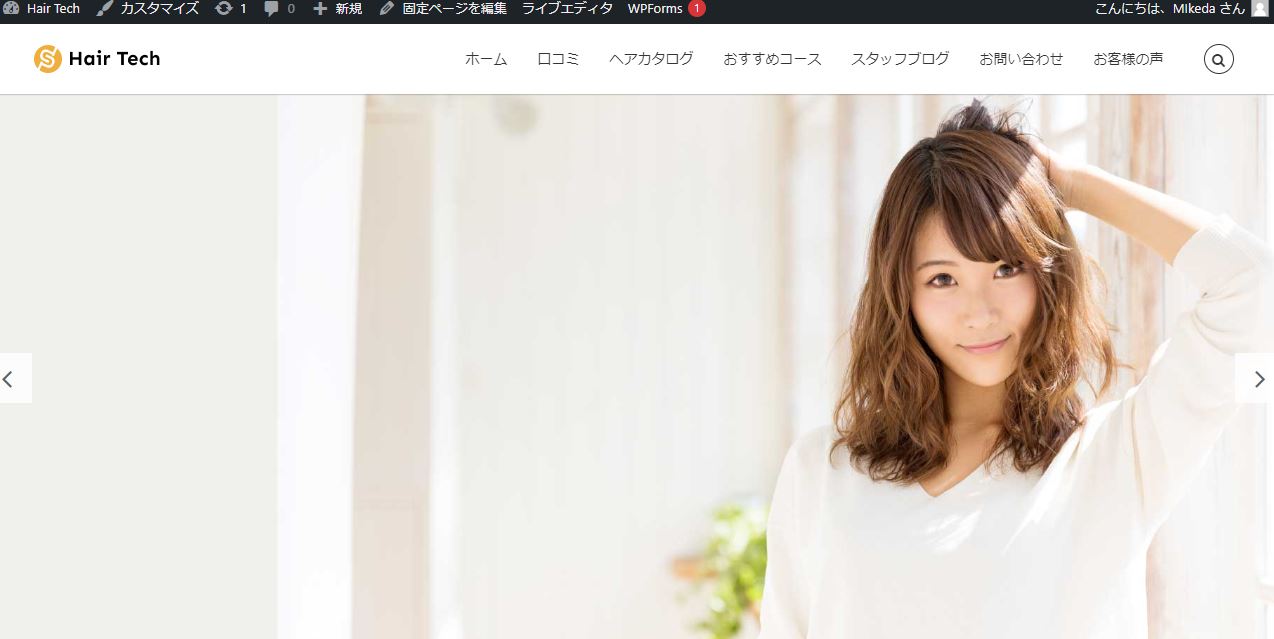 Hair Tech カスタマイズ 1 0 新規 固定ページを編集 ライブエディタ WPForms 1 こんにちは、MIkeda さん
S Hair Tech ホーム 口コミ ヘアカタログ おすすめコース スタッフブログ お問い合わせ お客様の声